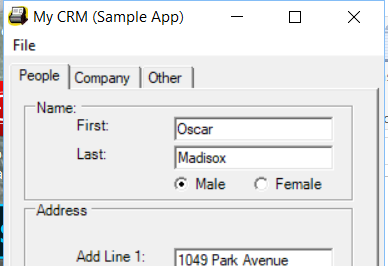 My CRM (Sample App)
File
People Company Other
Name:
First: Oscar
Last: Madisox
Male Female
Address
Add Line 1: 1049 Park Avenue